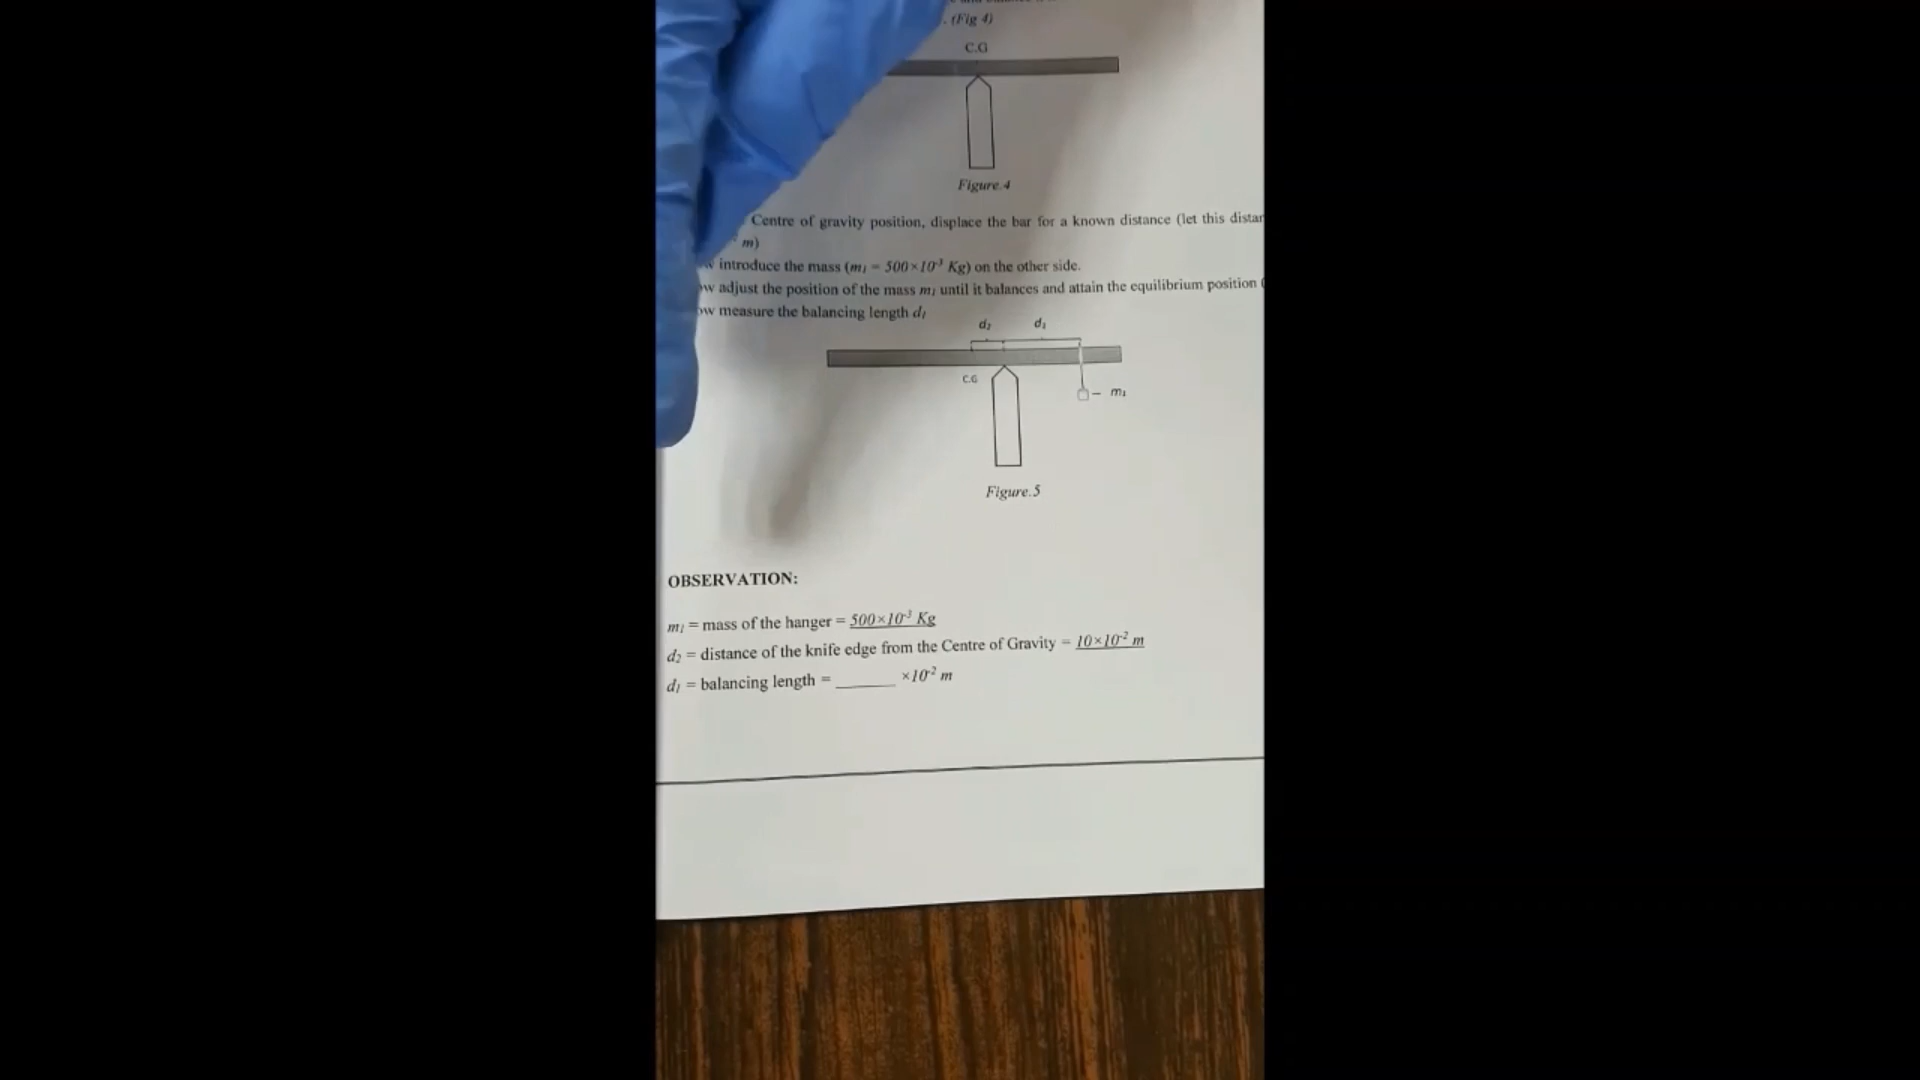 . (Fig 4)
C.G
Figure.4
Centre of gravity position, displace the bar for a known distance (let this
m)
introduce the mass (m₁ = 500×10⁻³ Kg) on the other side.
adjust the position of the mass m₁ until it balances and attain the equilibrium position
measure the balancing length d₁
d₂ d₁
C.G
m₁
Figure.5
OBSERVATION:
m₁ = mass of the hanger = 500×10⁻³ Kg
d₂ = distance of the knife edge from the Centre of Gravity = 10×10⁻² m
d₁ = balancing length = ______ ×10⁻² m